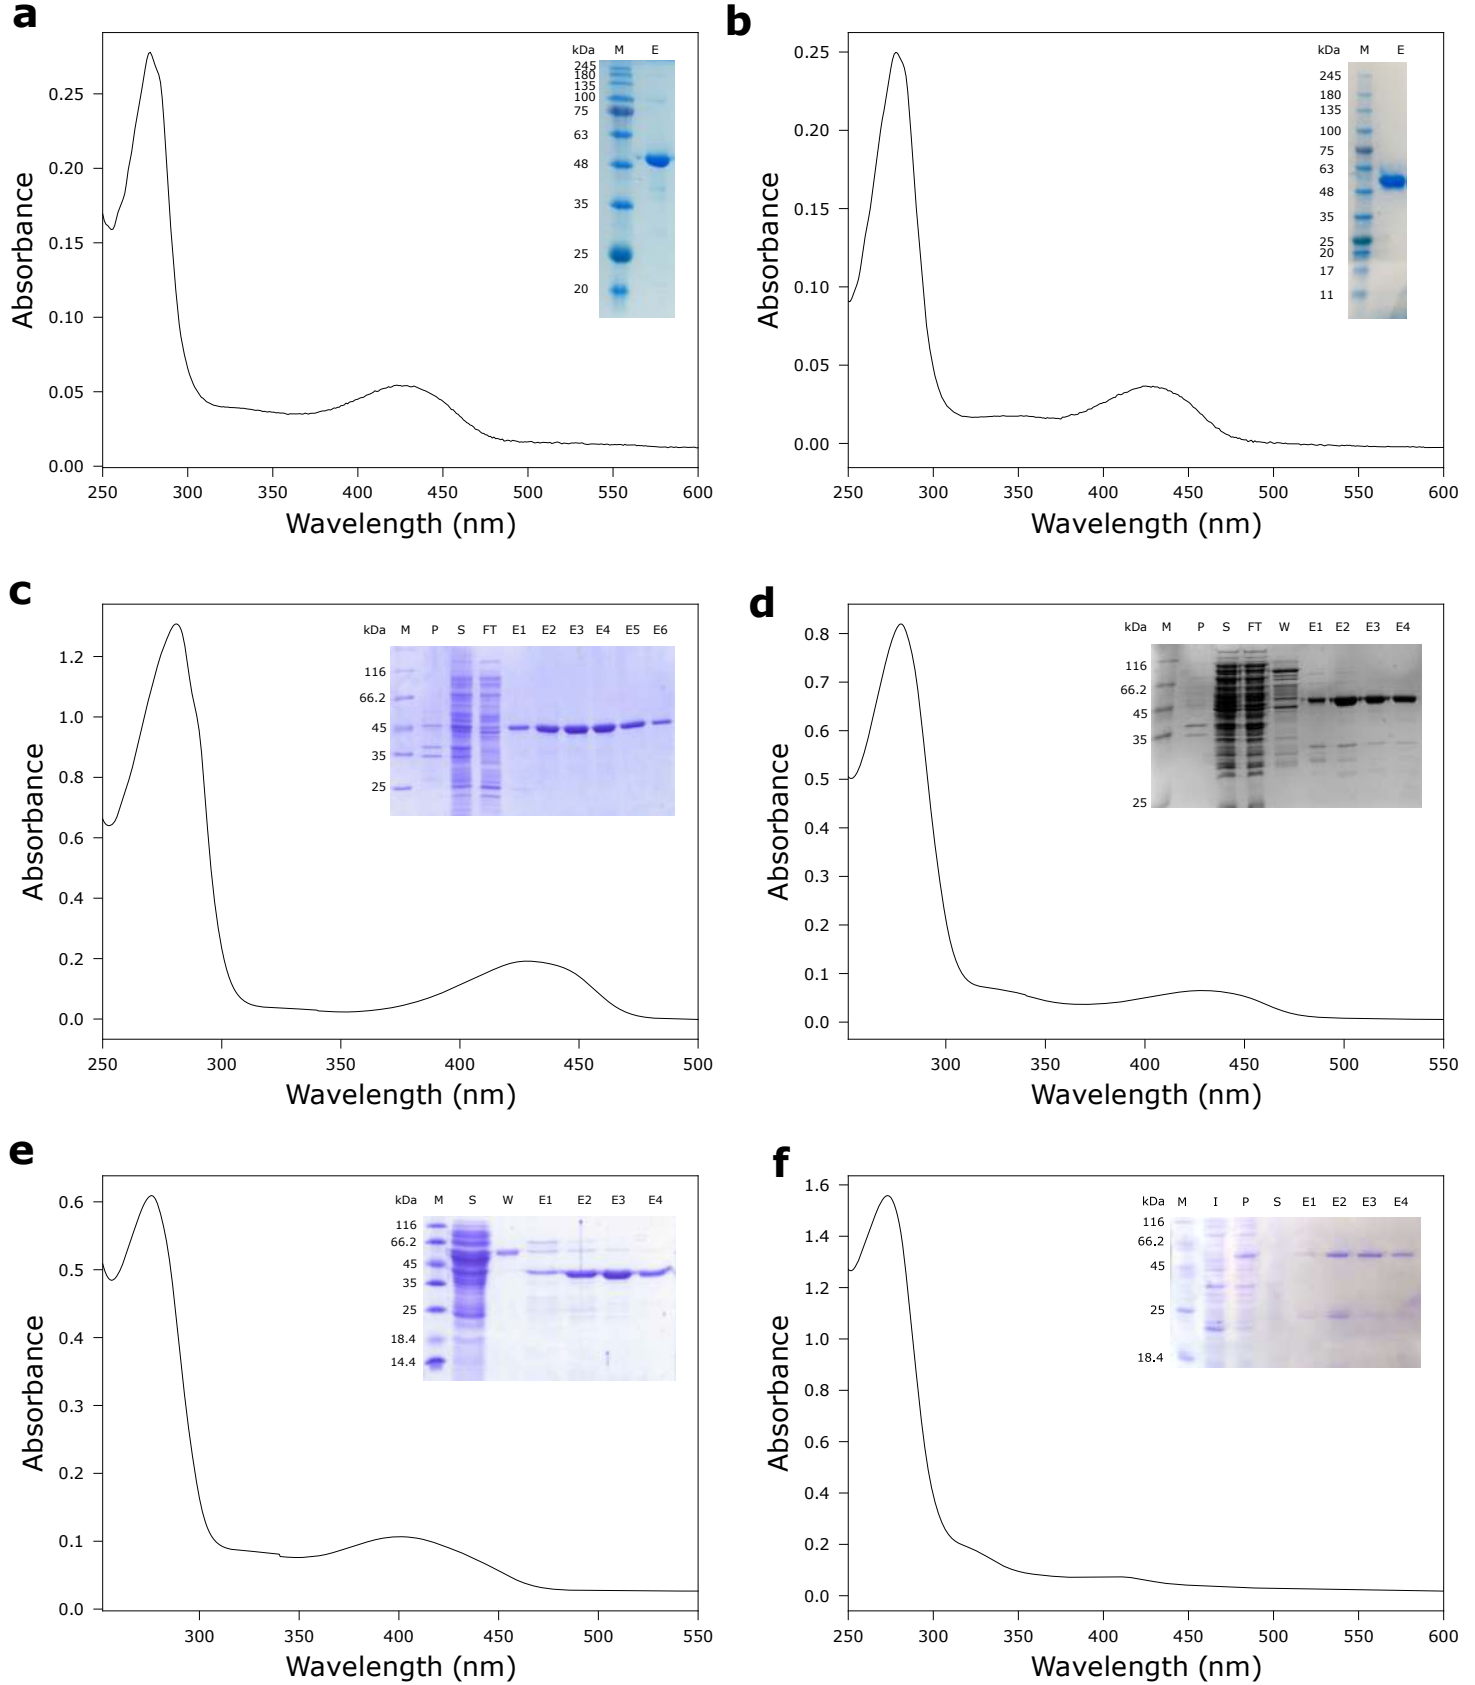 a
kDa M E
245
180
135
100
75
63
48
35
25
20
0.25
0.20
0.15
0.10
0.05
0.00
Absorbance
250 300 350 400 450 500 550 600
Wavelength (nm)
b
kDa M E
245
180
135
100
75
63
48
35
25
20
17
11
0.25
0.20
0.15
0.10
0.05
0.00
Absorbance
250 300 350 400 450 500 550 600
Wavelength (nm)
c
kDa M P S FT E1 E2 E3 E4 E5 E6
116
66.2
45
35
25
1.2
1.0
0.8
0.6
0.4
0.2
0.0
Absorbance
250 300 350 400 450 500
Wavelength (nm)
d
kDa M P S FT W E1 E2 E3 E4
116
66.2
45
35
25
0.8
0.7
0.6
0.5
0.4
0.3
0.2
0.1
0.0
Absorbance
300 350 400 450 500 550
Wavelength (nm)
e
kDa M S W E1 E2 E3 E4
116
66.2
45
35
25
18.4
14.4
0.6
0.5
0.4
0.3
0.2
0.1
0.0
Absorbance
300 350 400 450 500 550
Wavelength (nm)
f
kDa M I P S E1 E2 E3 E4
116
66.2
45
25
18.4
1.6
1.4
1.2
1.0
0.8
0.6
0.4
0.2
0.0
Absorbance
250 300 350 400 450 500 550 600
Wavelength (nm)